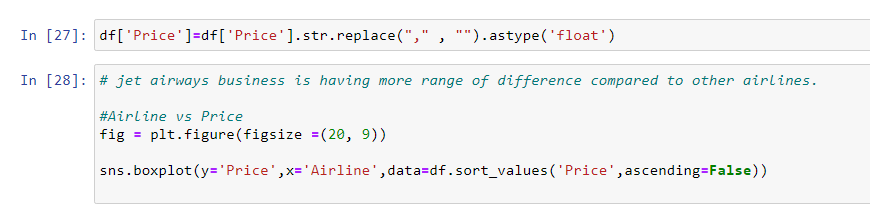 In [27]: df['Price']=df['Price'].str.replace("," , "").astype('float')
In [28]: # jet airways business is having more range of difference compared to other airlines.
#Airline vs Price
fig = plt.figure(figsize =(20, 9))
sns.boxplot(y='Price',x='Airline',data=df.sort_values('Price',ascending=False))